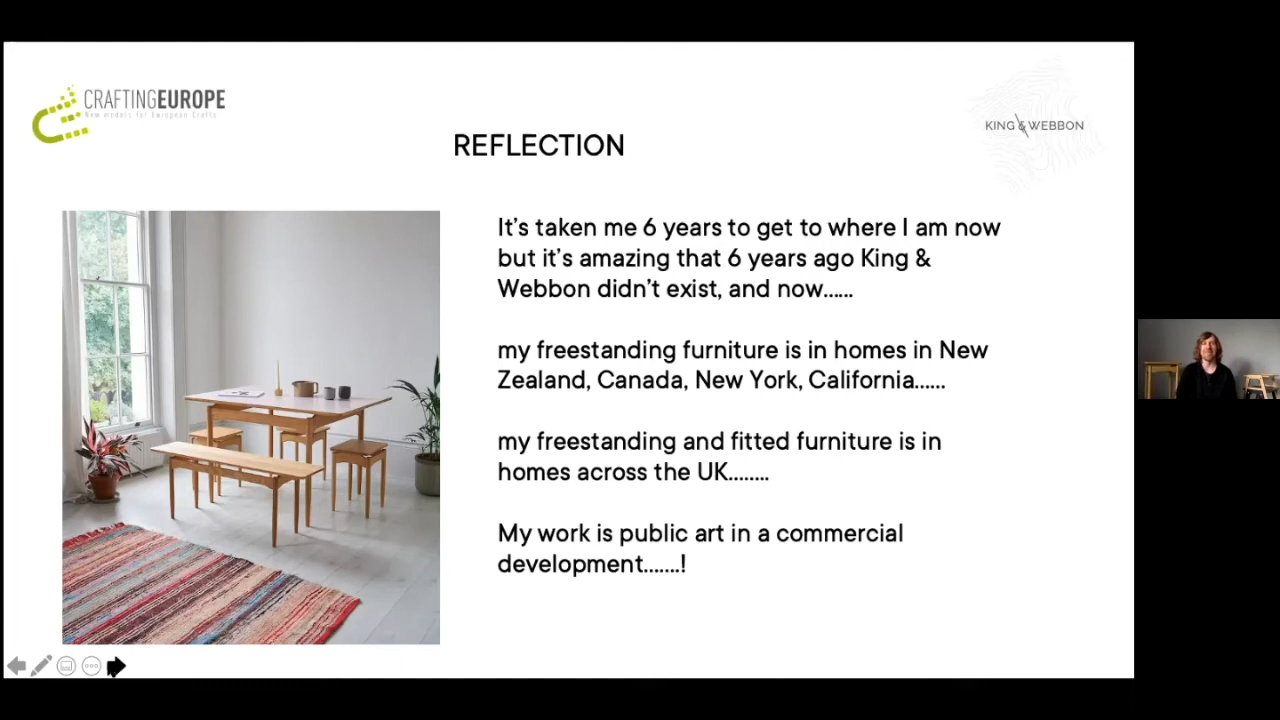 CRAFTINGEUROPE
New models for European Crafts
KING & WEBBON
REFLECTION
It's taken me 6 years to get to where I am now
but it's amazing that 6 years ago King &
Webbon didn't exist, and now......
my freestanding furniture is in homes in New
Zealand, Canada, New York, California......
my freestanding and fitted furniture is in
homes across the UK........
My work is public art in a commercial
development.......!